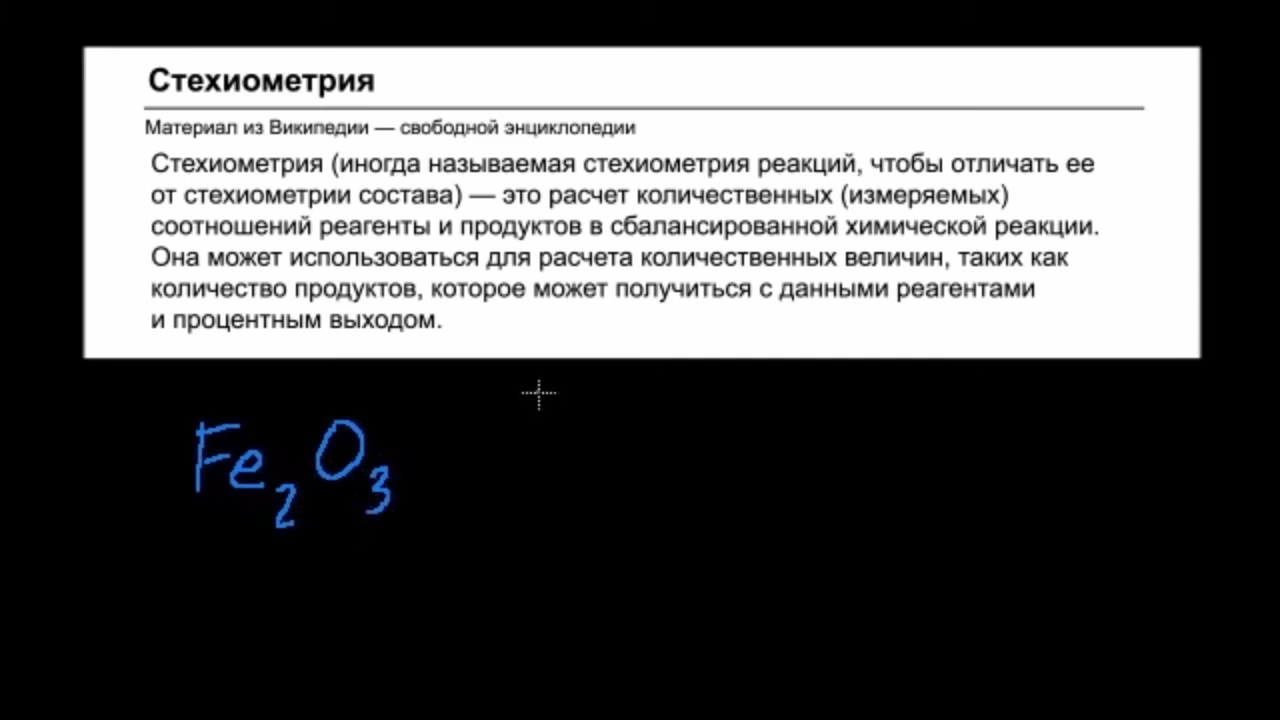 Стехиометрия
Материал из Википедии — свободной энциклопедии
Стехиометрия (иногда называемая стехиометрия реакций, чтобы отличать ее
от стехиометрии состава) — это расчет количественных (измеряемых)
соотношений реагенты и продуктов в сбалансированной химической реакции.
Она может использоваться для расчета количественных величин, таких как
количество продуктов, которое может получиться с данными реагентами
и процентным выходом.
Fe₂O₃